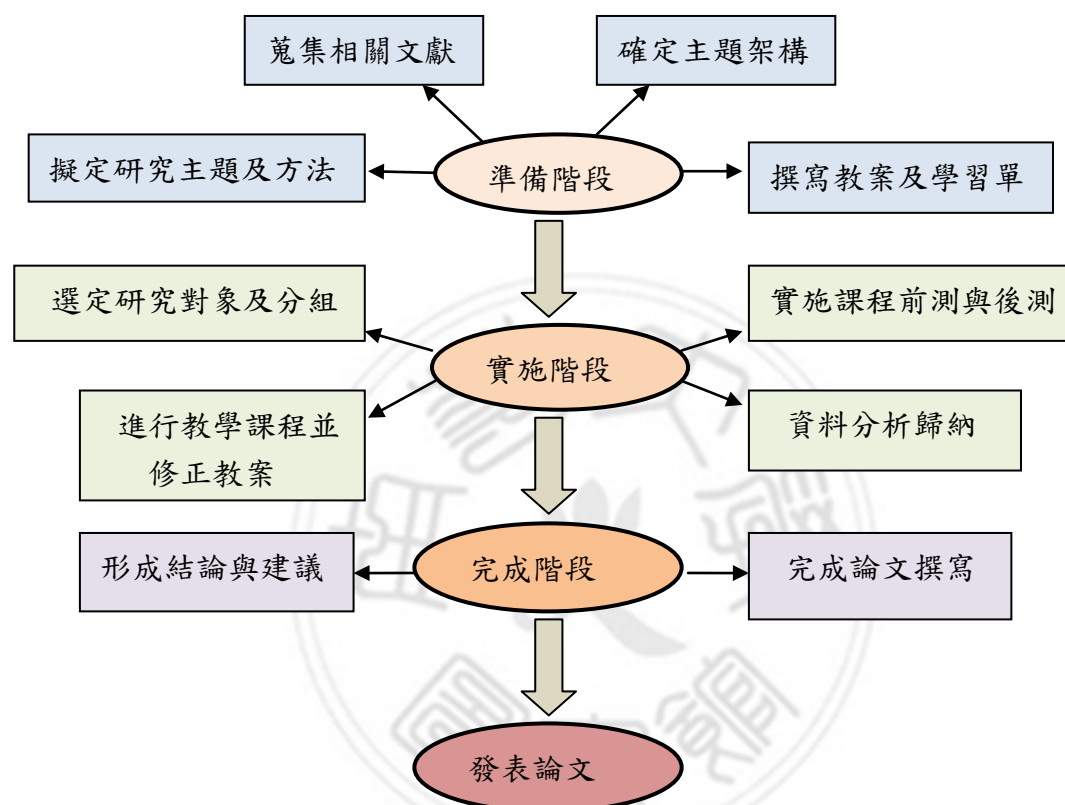 蒐集相關文獻
確定主題架構
擬定研究主題及方法
準備階段
撰寫教案及學習單
選定研究對象及分組
實施課程前測與後測
實施階段
進行教學課程並
修正教案
資料分析歸納
形成結論與建議
完成階段
完成論文撰寫
發表論文